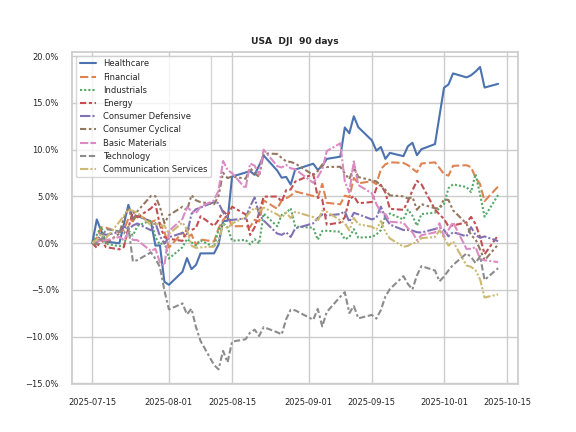 USA DJI 90 days
20.0%
15.0%
10.0%
5.0%
0.0%
−5.0%
−10.0%
−15.0%
Healthcare
Financial
Industrials
Energy
Consumer Defensive
Consumer Cyclical
Basic Materials
Technology
Communication Services
2025-07-15
2025-08-01
2025-08-15
2025-09-01
2025-09-15
2025-10-01
2025-10-15